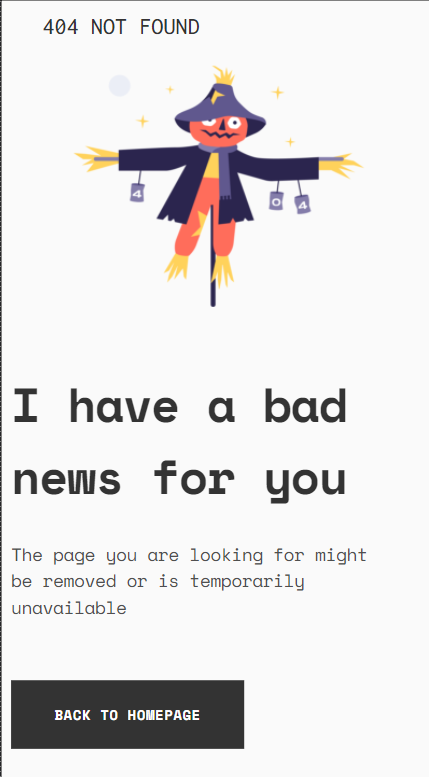 404 NOT FOUND
4
0 4
I have a bad
news for you
The page you are looking for might
be removed or is temporarily
unavailable
BACK TO HOMEPAGE